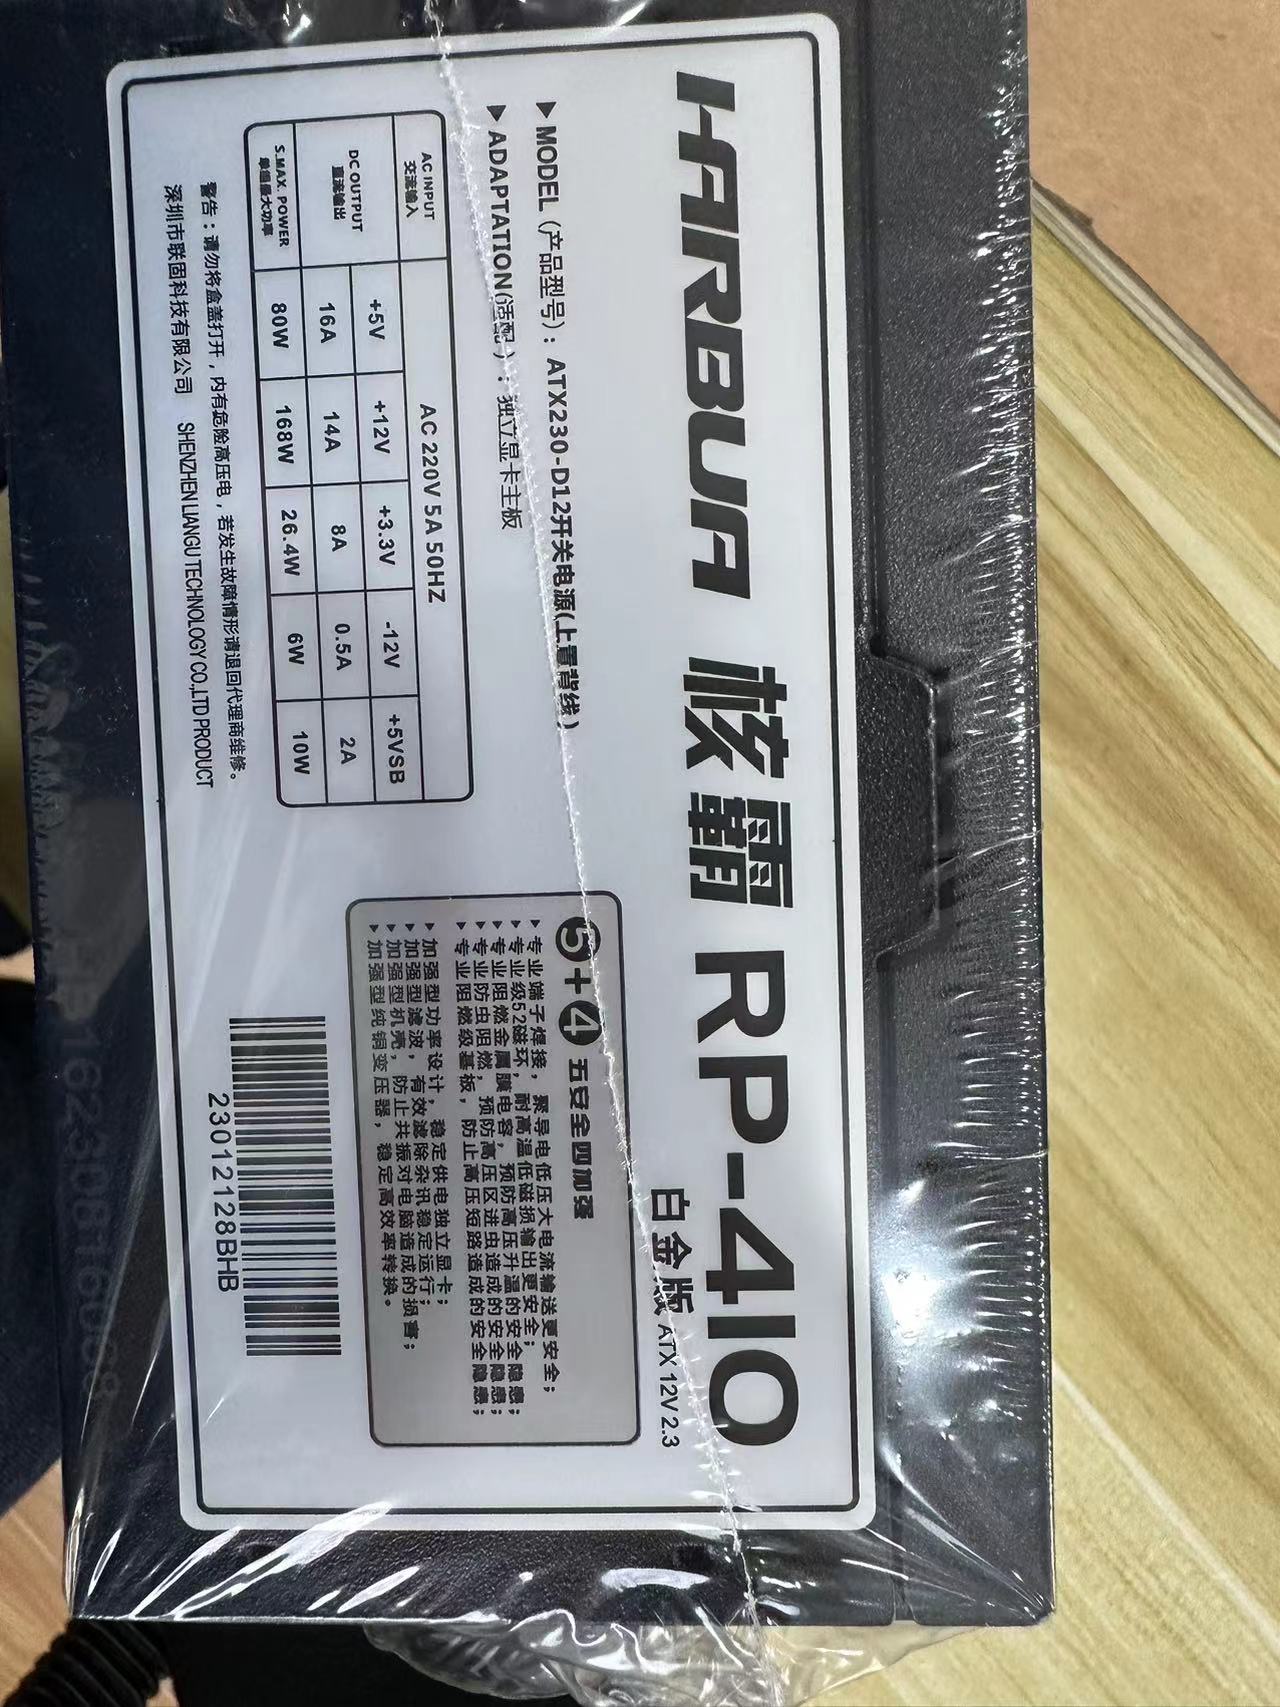 HARBUA 核霸 RP-410
白金版 ATX 12V 2.3
▶ MODEL (产品型号): ATX230-D12开关电源(上置背线)
▶ ADAPTATION(适配): 独立显卡主板
AC INPUT 交流输入 AC 220V 5A 50HZ
DC OUTPUT 直流输出 +5V +12V +3.3V -12V +5VSB
16A 14A 8A 0.5A 2A
S.MAX. POWER 单组最大功率 80W 168W 26.4W 6W 10W
警告：请勿将盒盖打开，内有危险高压电，若发生故障情形请退回代理商维修。
深圳市联固科技有限公司 SHENZHEN LIANGU TECHNOLOGY CO.,LTD PRODUCT
5+4 五安全四加强
▸ 专业端子焊接，聚导电低压大电流输送更安全；
▸ 专业级52磁环，耐高温低磁损输出更安全；
▸ 专业阻燃金属膜电容，预防高压升温的安全隐患；
▸ 专业防虫阻燃，预防高压区进虫造成的安全隐患；
▸ 专业阻燃级基板，防止高压短路造成的安全隐患；
▸ 加强型功率设计，稳定供电独立显卡；
▸ 加强型滤波，有效滤除杂讯稳定运行；
▸ 加强型机壳，防止共振对电脑造成的损害；
▸ 加强型纯铜变压器，稳定高效率转换。
23012128BHB